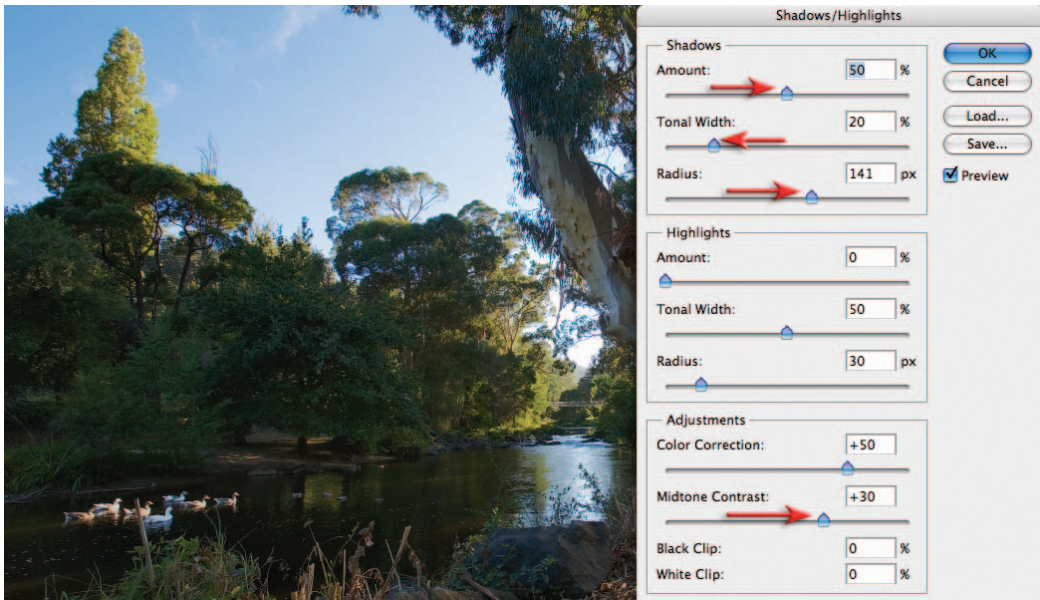 Shadows/Highlights
Shadows
Amount: 50 %
Tonal Width: 20 %
Radius: 141 px
Highlights
Amount: 0 %
Tonal Width: 50 %
Radius: 30 px
Adjustments
Color Correction: +50
Midtone Contrast: +30
Black Clip: 0 %
White Clip: 0 %
OK
Cancel
Load...
Save...
Preview